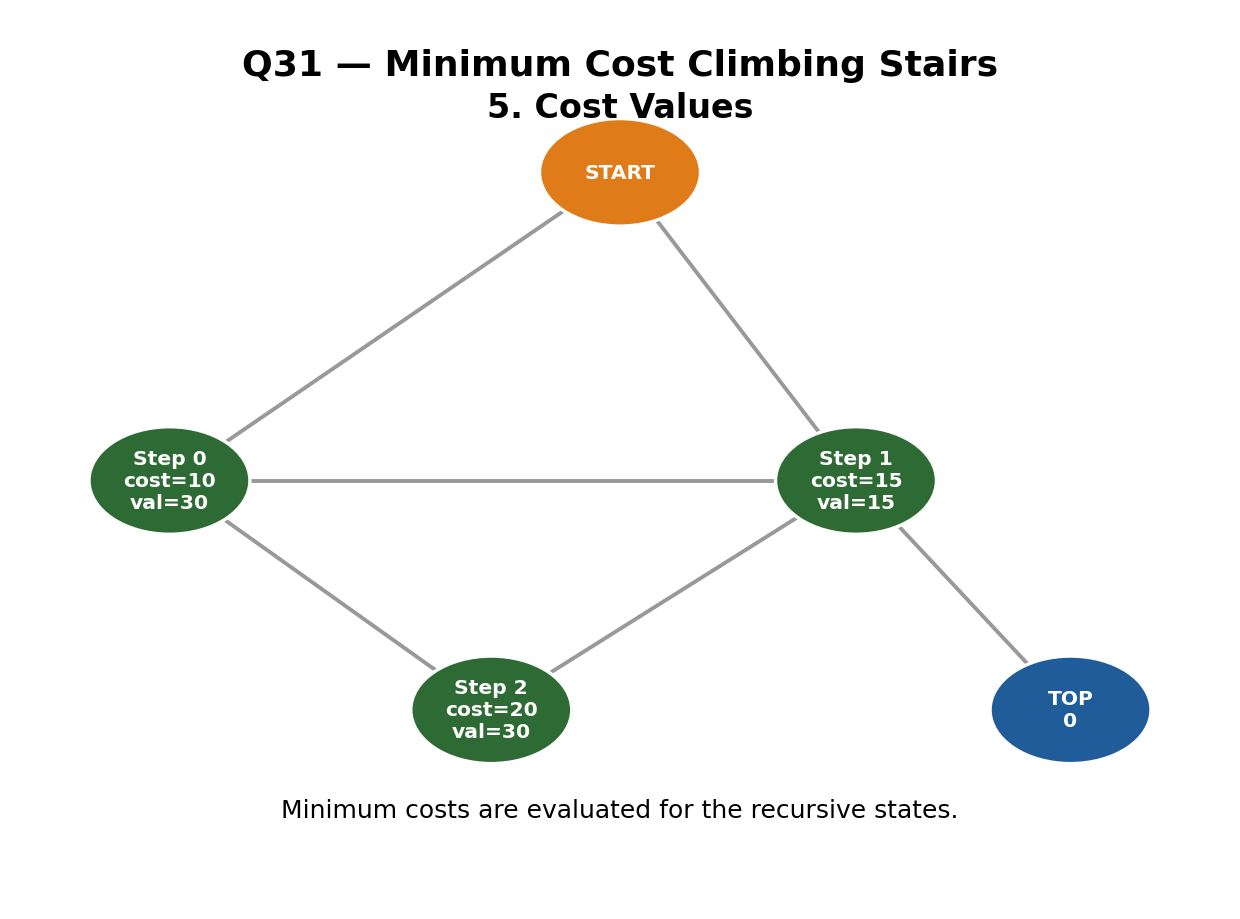 Q31 — Minimum Cost Climbing Stairs
5. Cost Values
START
Step 0
cost=10
val=30
Step 1
cost=15
val=15
Step 2
cost=20
val=30
TOP
0
Minimum costs are evaluated for the recursive states.